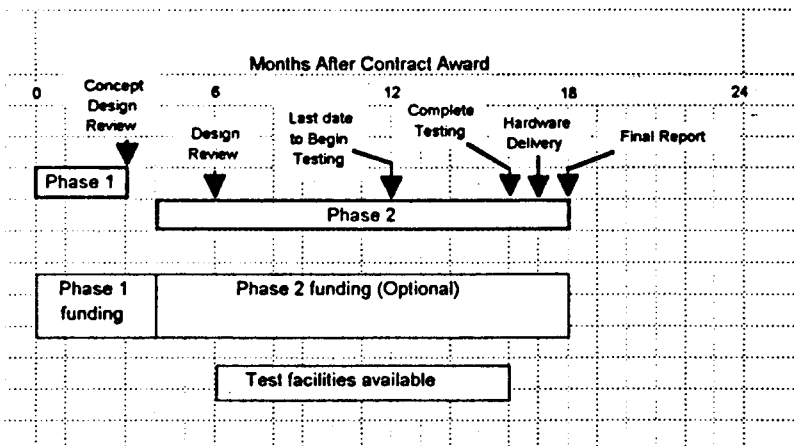 Months After Contract Award
0 6 12 18 24
Concept
Design
Review
Design
Review
Last date
to Begin
Testing
Complete
Testing
Hardware
Delivery
Final Report
Phase 1
Phase 2
Phase 1
funding
Phase 2 funding (Optional)
Test facilities available